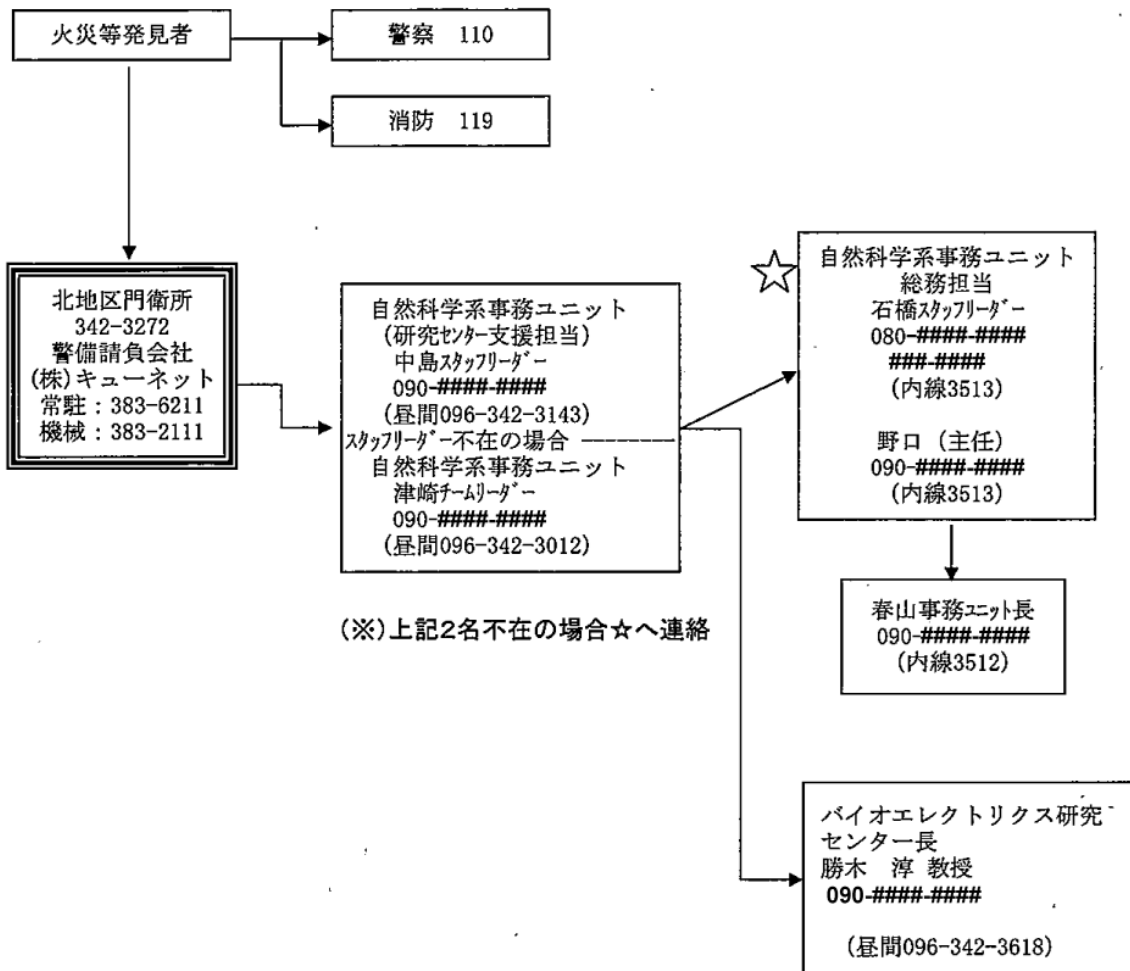 火災等発見者
警察 110
消防 119
北地区門衛所
342-3272
警備請負会社
(株)キューネット
常駐：383-6211
機械：383-2111
自然科学系事務ユニット
(研究センター支援担当)
中島スタッフリーダー
090-####-####
(昼間096-342-3143)
スタッフリーダー不在の場合
自然科学系事務ユニット
津崎チームリーダー
090-####-####
(昼間096-342-3012)
(※)上記2名不在の場合☆へ連絡
☆
自然科学系事務ユニット
総務担当
石橋スタッフリーダー
080-####-####
###-####
(内線3513)
野口（主任）
090-####-####
(内線3513)
春山事務ユニット長
090-####-####
(内線3512)
バイオエレクトリクス研究
センター長
勝木　淳 教授
090-####-####
(昼間096-342-3618)